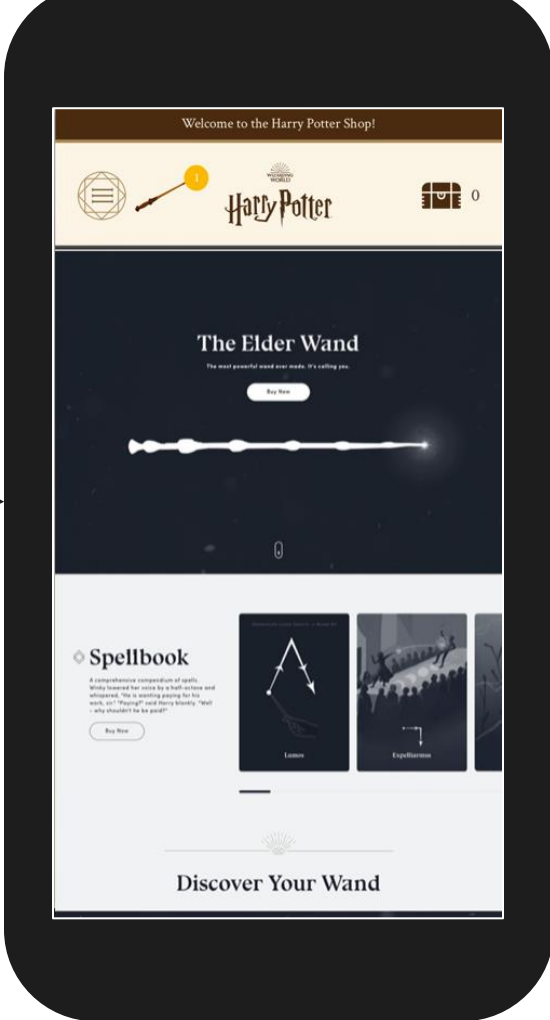 Welcome to the Harry Potter Shop!
1
WIZARDING
WORLD
Harry Potter
0
The Elder Wand
The most powerful wand ever made. It's calling you.
Buy Now
Spellbook
A comprehensive compendium of spells.
Winky lowered her voice by a half-octave and
whispered, "He is wanting paying for his
work, sir." "Paying?" said Harry blankly. "Well
- why shouldn't he be paid?"
Buy Now
Lumos
Expelliarmus
Discover Your Wand